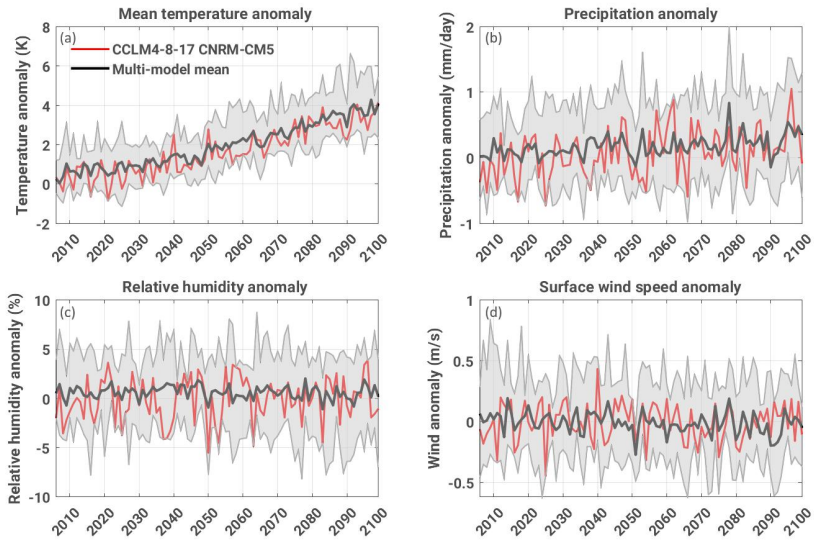 Mean temperature anomaly
(a)
CCLM4-8-17 CNRM-CM5
Multi-model mean
Temperature anomaly (K)
8
6
4
2
0
-2
2010 2020 2030 2040 2050 2060 2070 2080 2090 2100
Precipitation anomaly
(b)
Precipitation anomaly (mm/day)
2
1
0
-1
2010 2020 2030 2040 2050 2060 2070 2080 2090 2100
Relative humidity anomaly
(c)
Relative humidity anomaly (%)
10
5
0
-5
-10
2010 2020 2030 2040 2050 2060 2070 2080 2090 2100
Surface wind speed anomaly
(d)
Wind anomaly (m/s)
1
0.5
0
-0.5
2010 2020 2030 2040 2050 2060 2070 2080 2090 2100